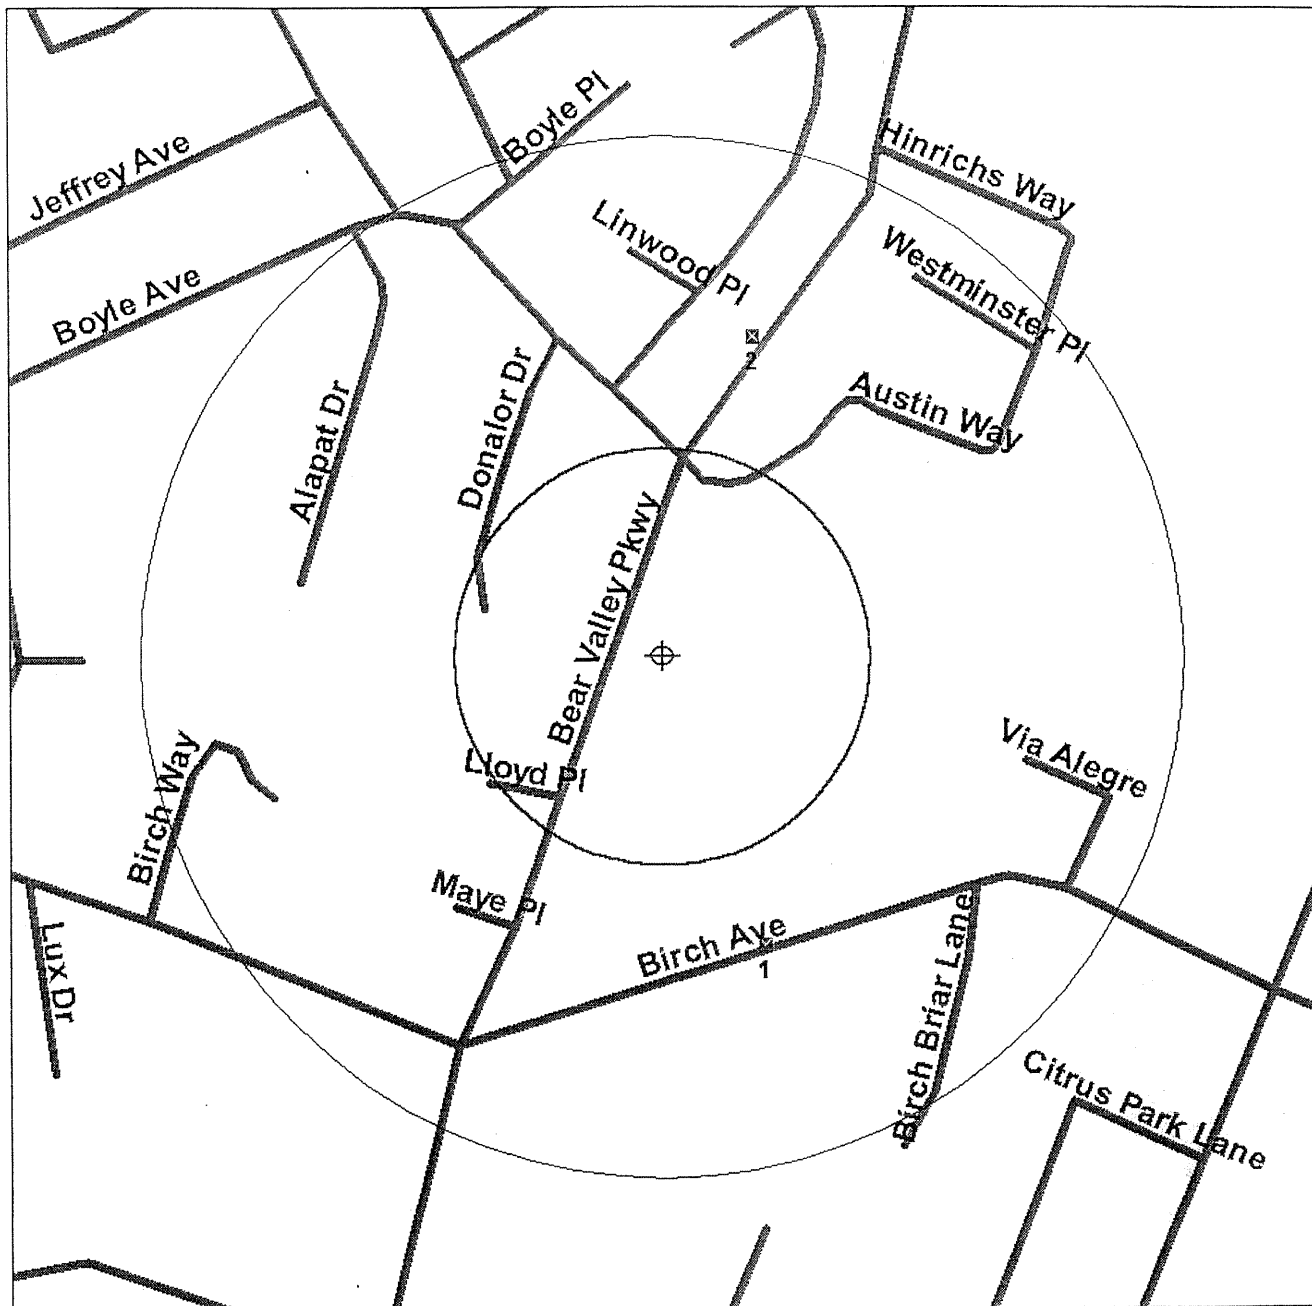 Boyle Pl
Jeffrey Ave
Hinrichs Way
Linwood Pl
Westminster Pl
Boyle Ave
2
Donalor Dr
Austin Way
Alapat Dr
Bear Valley Pkwy
Via Alegre
Lloyd Pl
Birch Way
Maye Pl
Birch Ave
1
Lux Dr
Birch Briar Lane
Citrus Park Lane